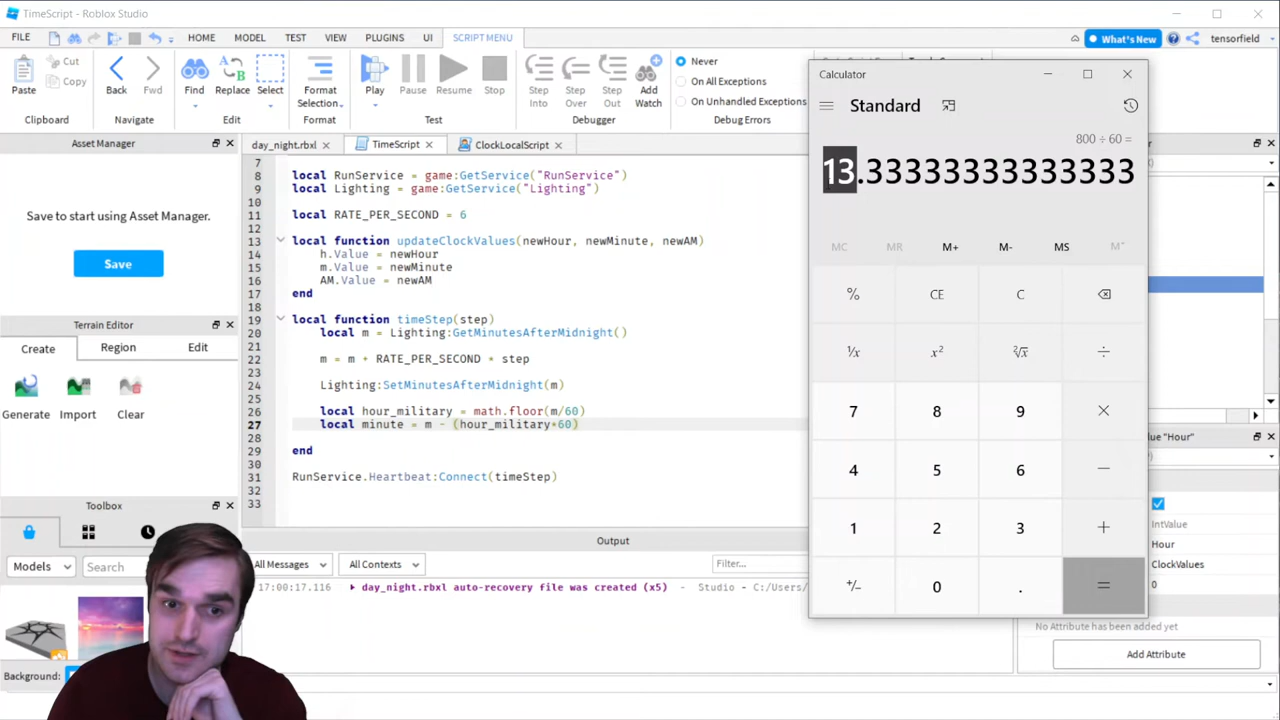 TimeScript - Roblox Studio
FILE
HOME
MODEL
TEST
VIEW
PLUGINS
UI
SCRIPT MENU
What's New
tensorfield
Paste
Cut
Copy
Clipboard
Back
Fwd
Navigate
Find
Replace
Select
Edit
Format
Selection
Format
Play
Pause
Resume
Stop
Test
Step
Into
Step
Over
Step
Out
Add
Watch
Debugger
Never
On All Exceptions
On Unhandled Exceptions
Debug Errors
Asset Manager
Save to start using Asset Manager.
Save
Terrain Editor
Create
Region
Edit
Generate
Import
Clear
Toolbox
Models
Search
Background:
day_night.rbxl
TimeScript
ClockLocalScript
7
8 local RunService = game:GetService("RunService")
9 local Lighting = game:GetService("Lighting")
10
11 local RATE_PER_SECOND = 6
12
13 local function updateClockValues(newHour, newMinute, newAM)
14 h.Value = newHour
15 m.Value = newMinute
16 AM.Value = newAM
17 end
18
19 local function timeStep(step)
20 local m = Lighting:GetMinutesAfterMidnight()
21
22 m = m + RATE_PER_SECOND * step
23
24 Lighting:SetMinutesAfterMidnight(m)
25
26 local hour_military = math.floor(m/60)
27 local minute = m - (hour_military*60)
28
29 end
30
31 RunService.Heartbeat:Connect(timeStep)
32
33
Output
All Messages
All Contexts
Filter...
17:00:17.116 day_night.rbxl auto-recovery file was created (x5) - Studio - C:/Users/
Calculator
Standard
800 ÷ 60 =
13.33333333333333
MC
MR
M+
M-
MS
M˅
%
CE
C
⅟x
x²
²√x
÷
7
8
9
×
4
5
6
−
1
2
3
+
+/−
0
.
=
ue "Hour"
IntValue
Hour
ClockValues
0
No Attribute has been added yet
Add Attribute